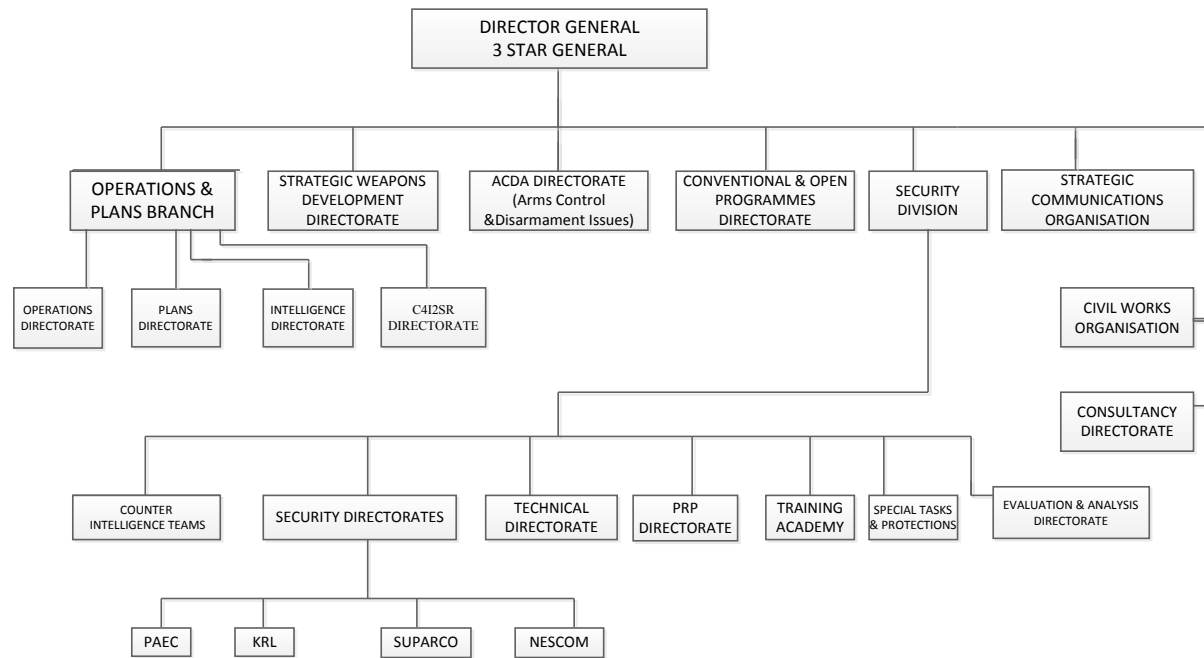 DIRECTOR GENERAL
3 STAR GENERAL
OPERATIONS &
PLANS BRANCH
STRATEGIC WEAPONS
DEVELOPMENT
DIRECTORATE
ACDA DIRECTORATE
(Arms Control
&Disarmament Issues)
CONVENTIONAL & OPEN
PROGRAMMES
DIRECTORATE
SECURITY
DIVISION
STRATEGIC
COMMUNICATIONS
ORGANISATION
OPERATIONS
DIRECTORATE
PLANS
DIRECTORATE
INTELLIGENCE
DIRECTORATE
C4I2SR
DIRECTORATE
CIVIL WORKS
ORGANISATION
CONSULTANCY
DIRECTORATE
COUNTER
INTELLIGENCE TEAMS
SECURITY DIRECTORATES
TECHNICAL
DIRECTORATE
PRP
DIRECTORATE
TRAINING
ACADEMY
SPECIAL TASKS
& PROTECTIONS
EVALUATION & ANALYSIS
DIRECTORATE
PAEC
KRL
SUPARCO
NESCOM